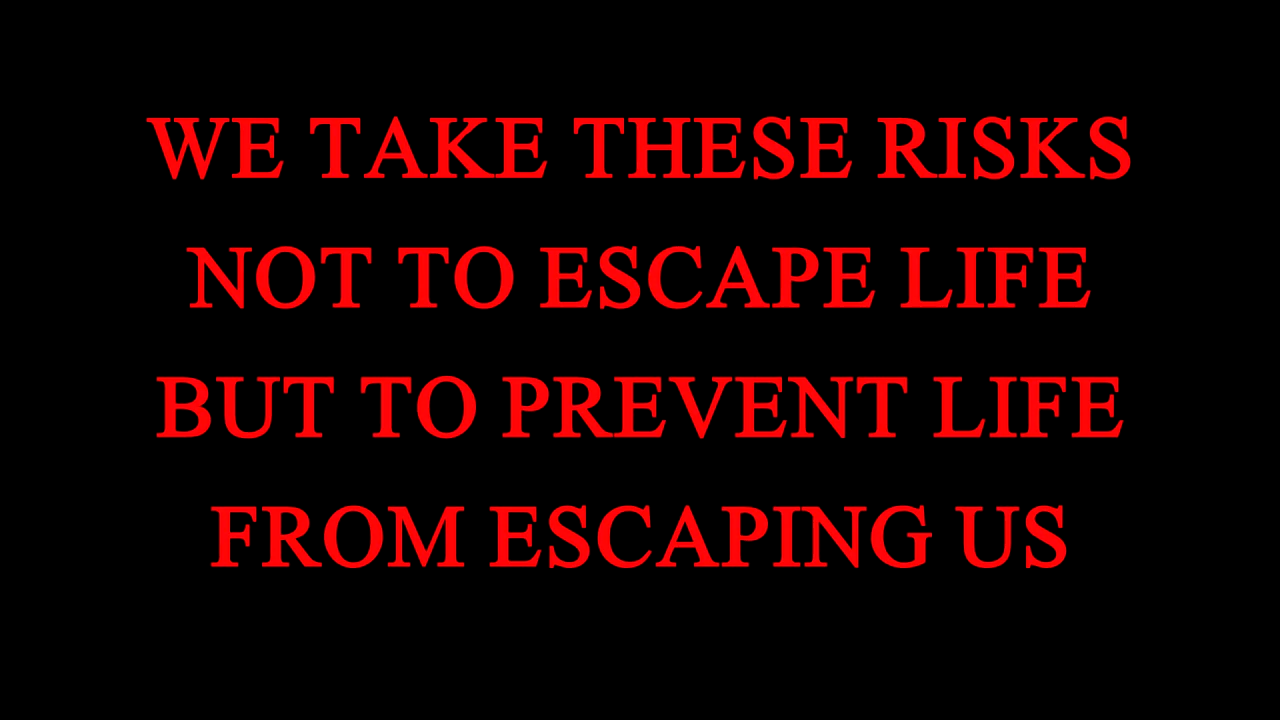 WE TAKE THESE RISKS
NOT TO ESCAPE LIFE
BUT TO PREVENT LIFE
FROM ESCAPING US